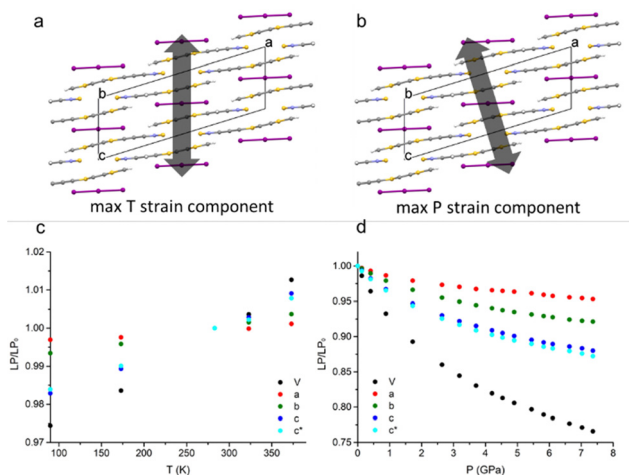 a
b
a
b
c
max T strain component
a
b
c
max P strain component
c
d
1.02
1.01
1.00
0.99
0.98
0.97
LP/LP₀
100 150 200 250 300 350
T (K)
V
a
b
c
c*
1.00
0.95
0.90
0.85
0.80
0.75
LP/LP₀
0 1 2 3 4 5 6 7 8
P (GPa)
V
a
b
c
c*